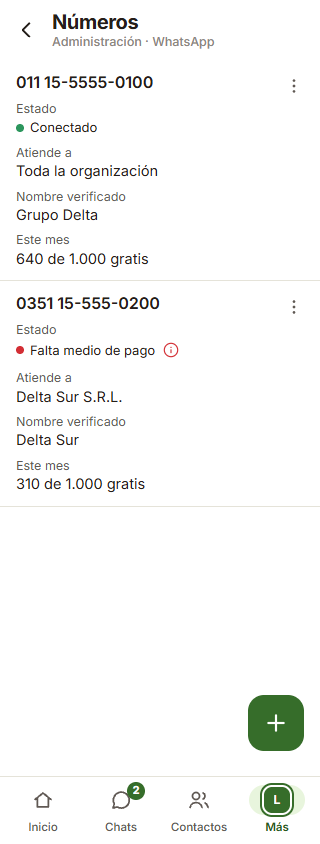 Números
Administración · WhatsApp
011 15-5555-0100
Estado
Conectado
Atiende a
Toda la organización
Nombre verificado
Grupo Delta
Este mes
640 de 1.000 gratis
0351 15-555-0200
Estado
Falta medio de pago
Atiende a
Delta Sur S.R.L.
Nombre verificado
Delta Sur
Este mes
310 de 1.000 gratis
2
L
Inicio
Chats
Contactos
Más